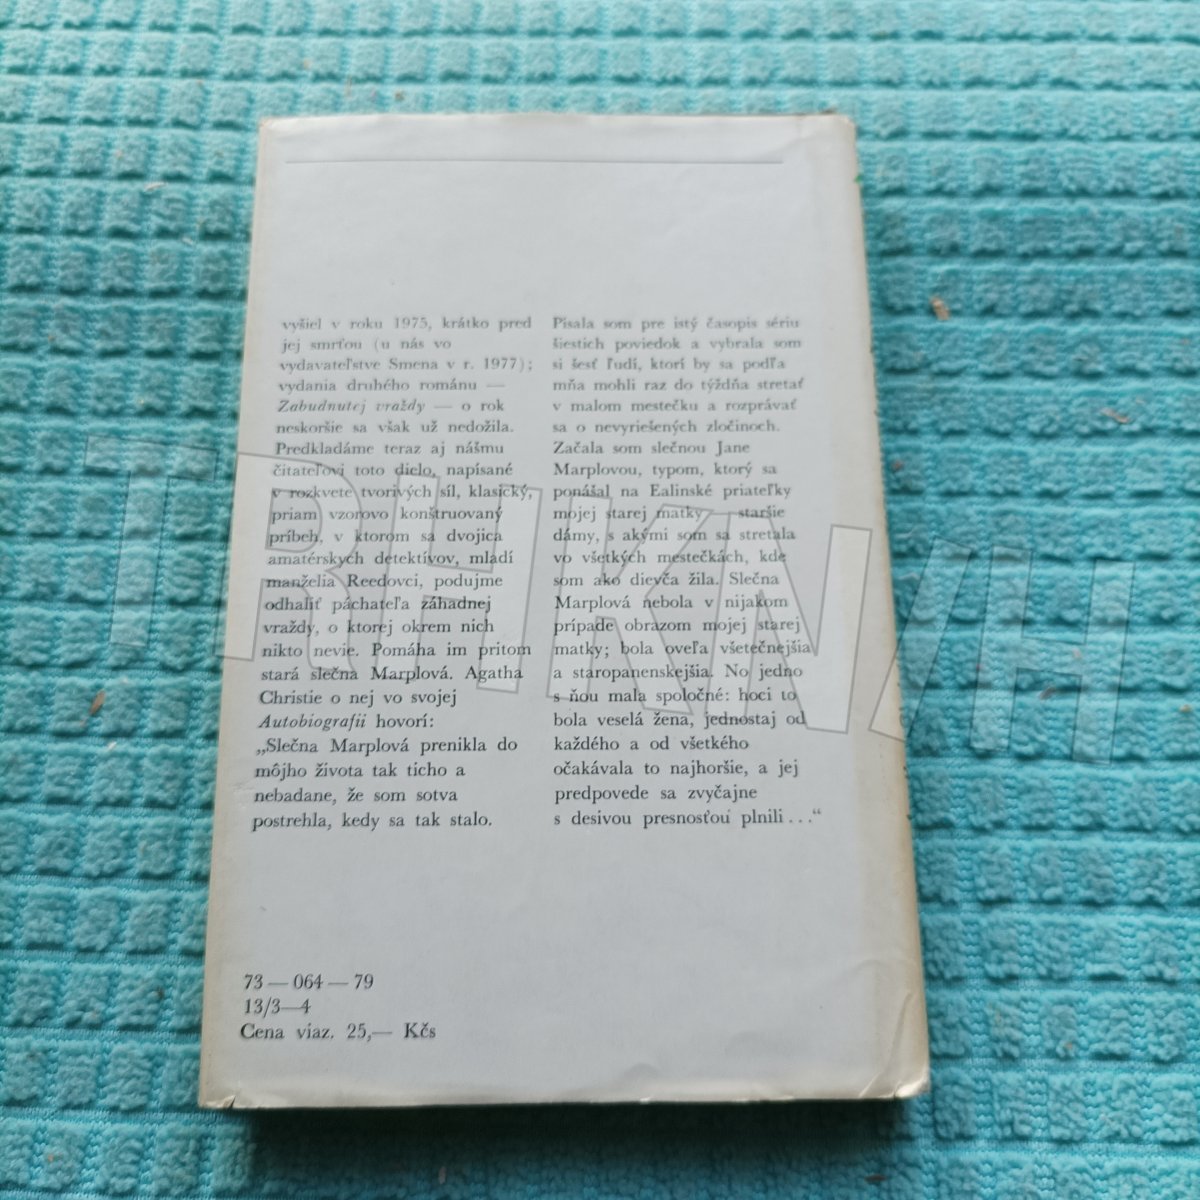 vyšiel v roku 1975, krátko pred
jej smrťou (u nás vo
vydavateľstve Smena v r. 1977);
vydania druhého románu —
Zabudnutej vraždy — o rok
neskoršie sa však už nedožila.
Predkladáme teraz aj nášmu
čitateľovi toto dielo, napísané
v rozkvete tvorivých síl, klasický,
priam vzorovo konštruovaný
príbeh, v ktorom sa dvojica
amatérskych detektívov, mladí
manželia Reedovci, podujme
odhaliť páchateľa záhadnej
vraždy, o ktorej okrem nich
nikto nevie. Pomáha im pritom
stará slečna Marplová. Agatha
Christie o nej vo svojej
Autobiografii hovorí:
„Slečna Marplová prenikla do
môjho života tak ticho a
nebadane, že som sotva
postrehla, kedy sa tak stalo.
Písala som pre istý časopis sériu
šiestich poviedok a vybrala som
si šesť ľudí, ktorí by sa podľa
mňa mohli raz do týždňa stretať
v malom mestečku a rozprávať
sa o nevyriešených zločinoch.
Začala som slečnou Jane
Marplovou, typom, ktorý sa
ponášal na Ealinské priateľky
mojej starej matky — staršie
dámy, s akými som sa stretala
vo všetkých mestečkách, kde
som ako dievča žila. Slečna
Marplová nebola v nijakom
prípade obrazom mojej starej
matky; bola oveľa všetečnejšia
a staropanenskejšia. No jedno
s ňou mala spoločné: hoci to
bola veselá žena, jednostaj od
každého a od všetkého
očakávala to najhoršie, a jej
predpovede sa zvyčajne
s desivou presnosťou plnili . . .“
73 — 064 — 79
13/3—4
Cena viaz. 25,— Kčs
TRHKNÍH